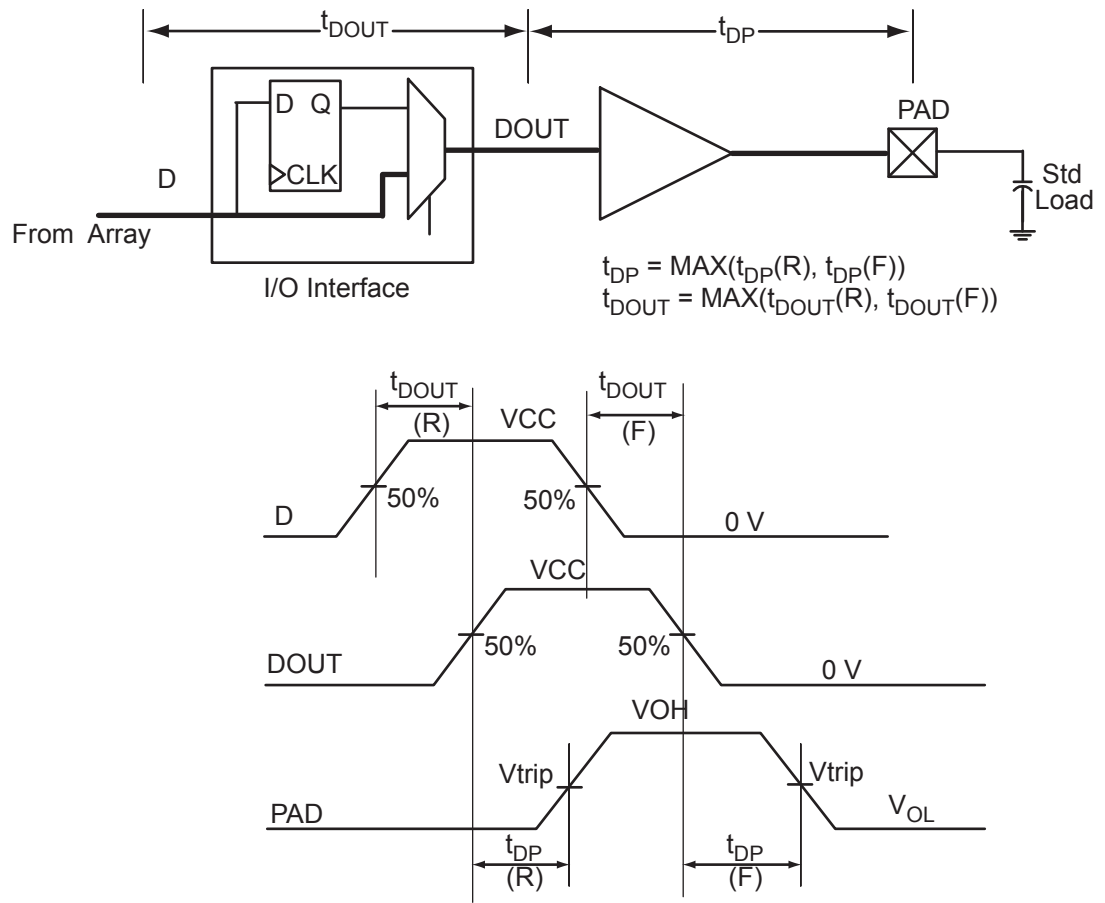 tDOUT tDP
D Q
CLK
D
From Array
I/O Interface
DOUT
PAD
Std
Load
tDP = MAX(tDP(R), tDP(F))
tDOUT = MAX(tDOUT(R), tDOUT(F))
tDOUT
(R)
tDOUT
(F)
VCC
50%
50%
D
0 V
VCC
50%
50%
DOUT
0 V
VOH
Vtrip
Vtrip
PAD
VOL
tDP
(R)
tDP
(F)